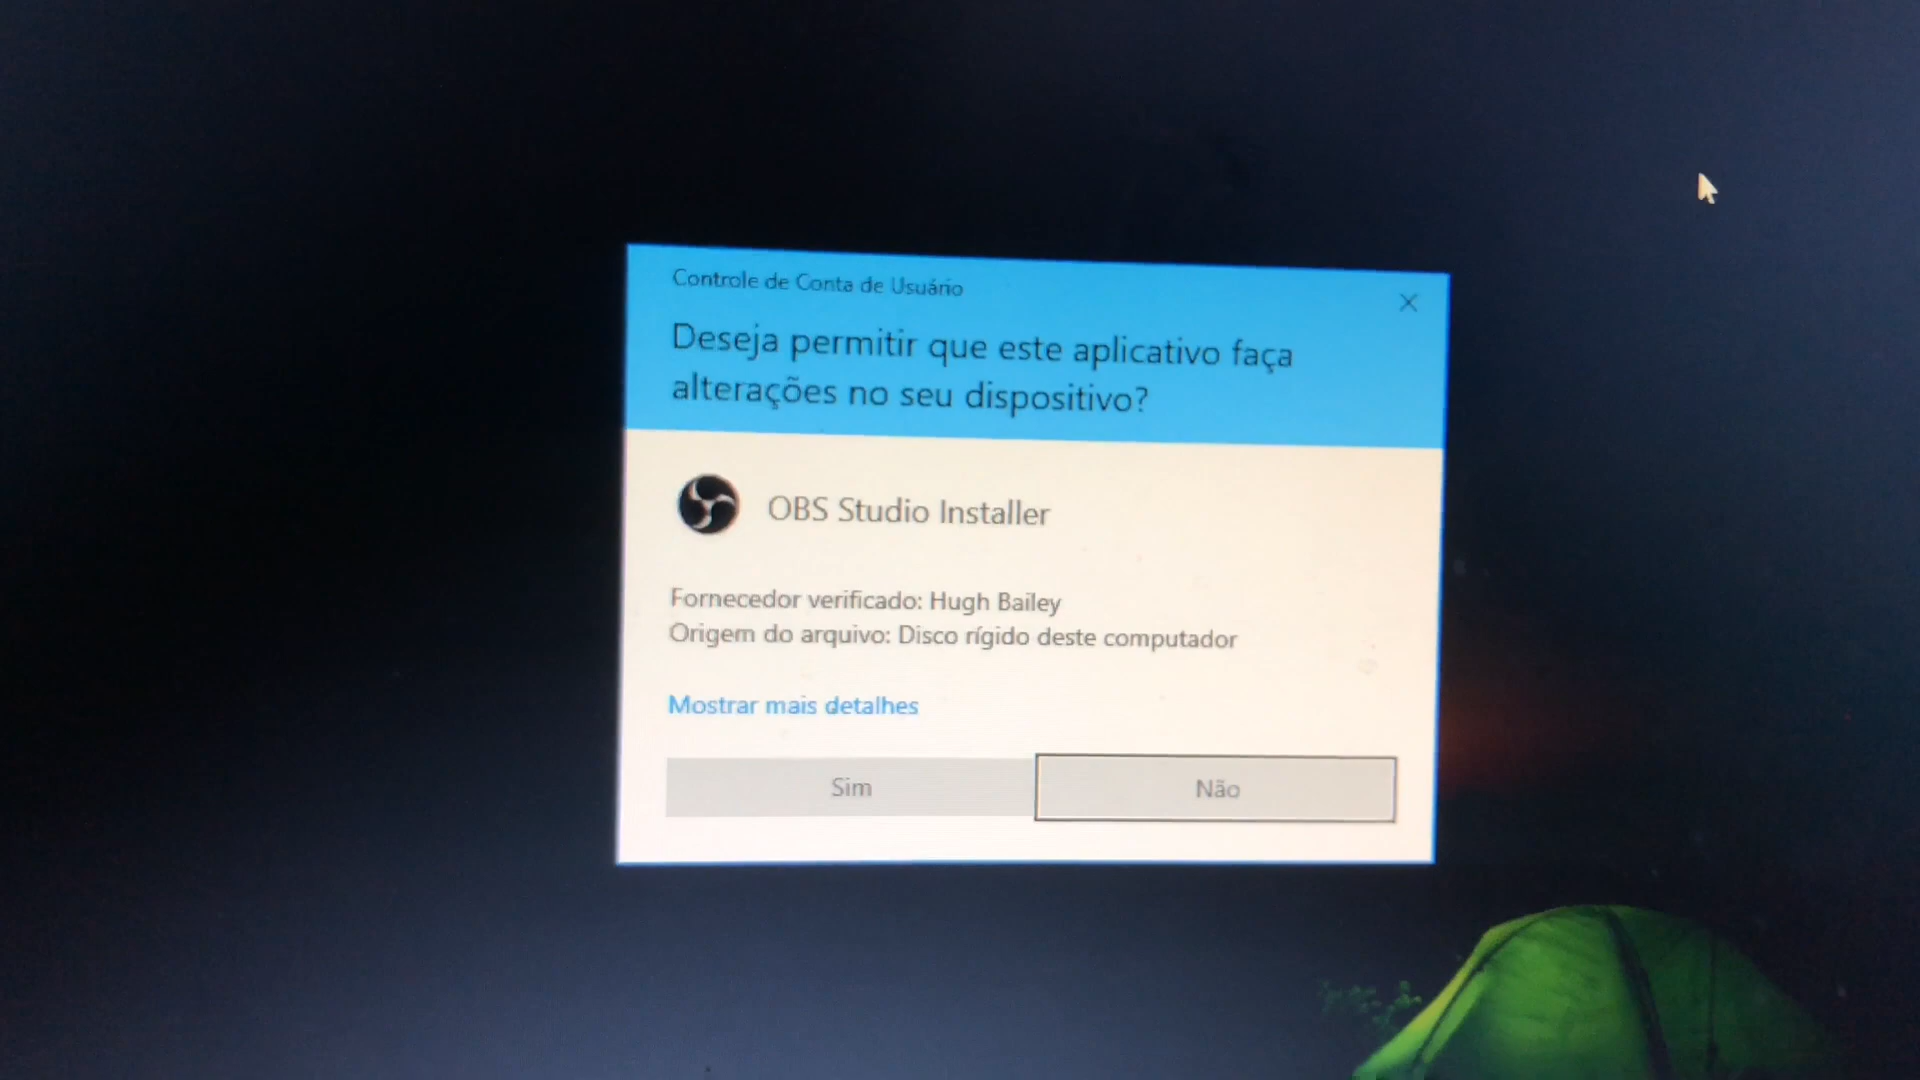 Controle de Conta de Usuário
Deseja permitir que este aplicativo faça
alterações no seu dispositivo?
OBS Studio Installer
Fornecedor verificado: Hugh Bailey
Origem do arquivo: Disco rígido deste computador
Mostrar mais detalhes
Sim
Não